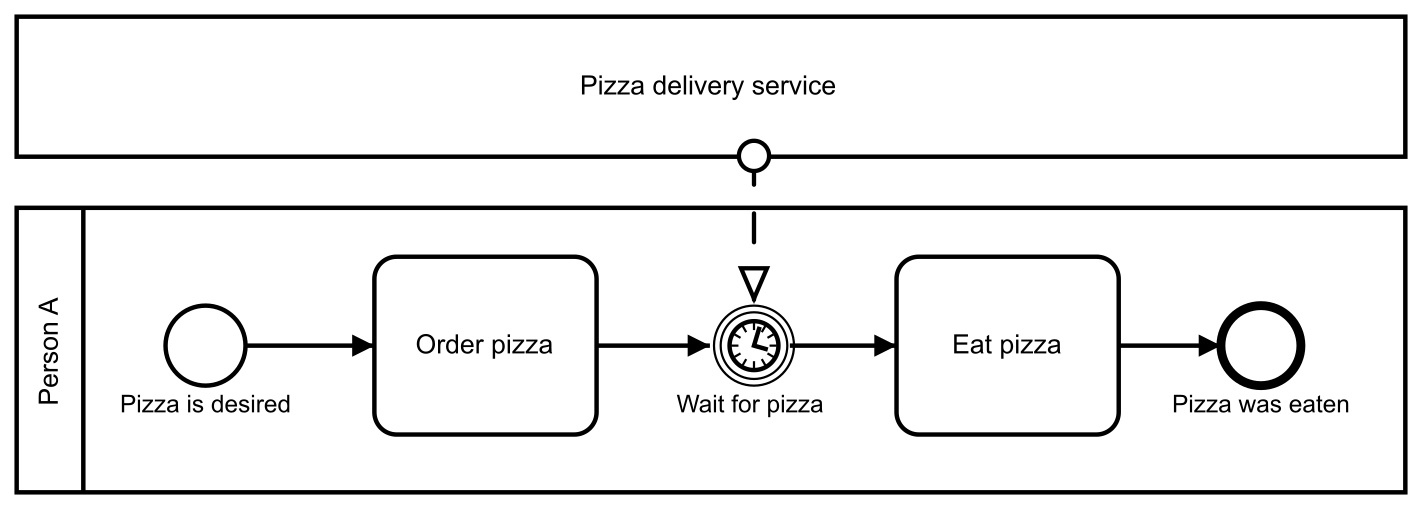 Pizza delivery service
Person A
Order pizza
Eat pizza
Pizza is desired
Wait for pizza
Pizza was eaten